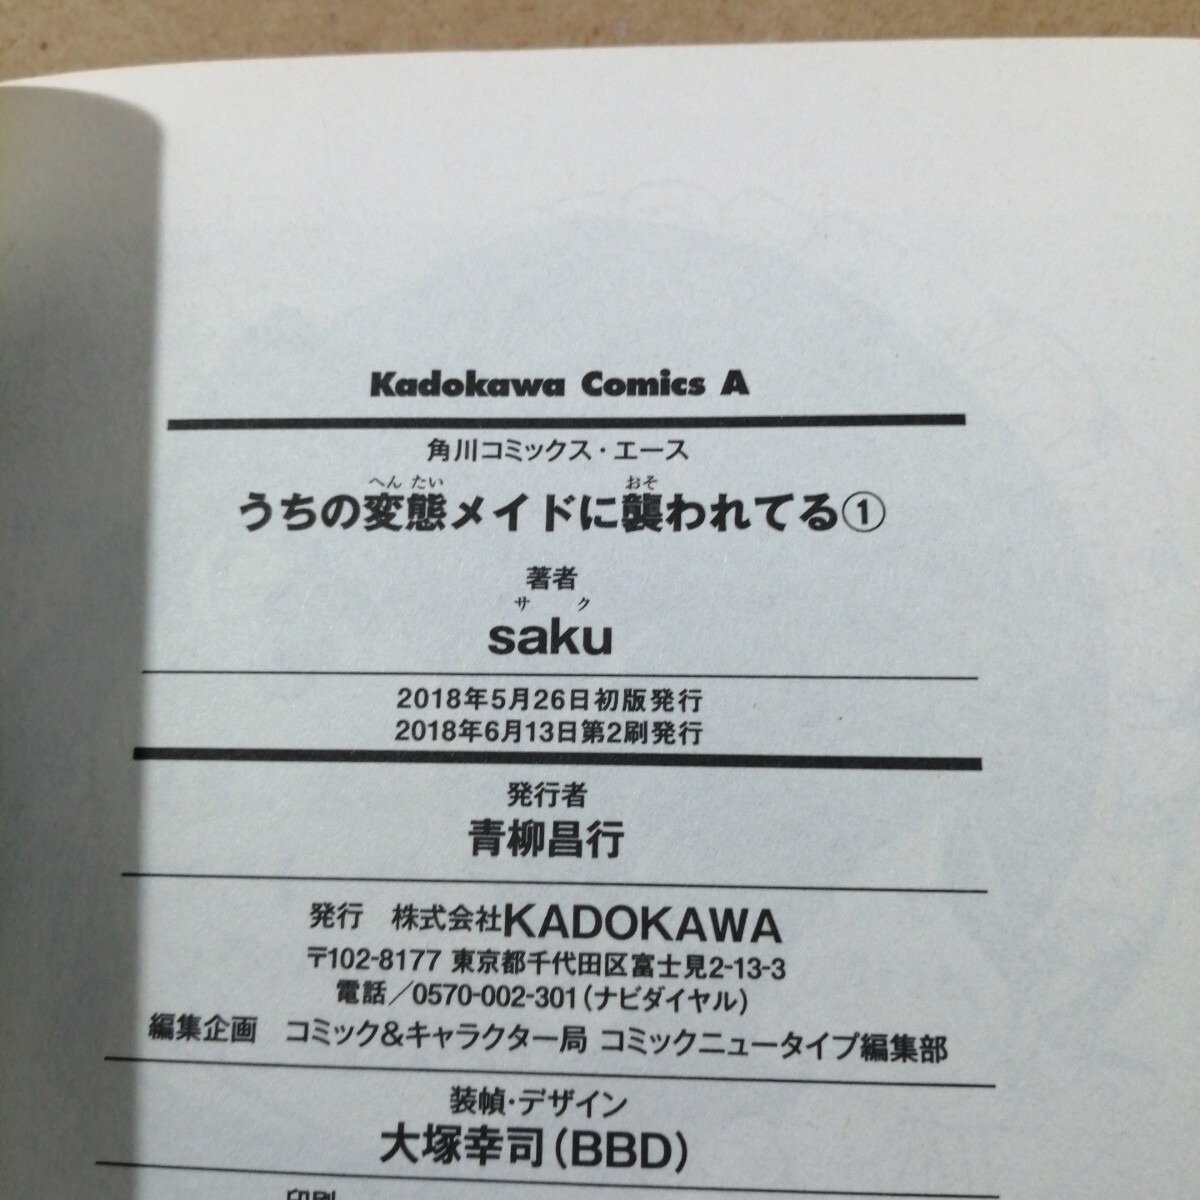 Kadokawa Comics A
角川コミックス・エース
へん たい おそ
うちの変態メイドに襲われてる①
著者
サク
saku
2018年5月26日初版発行
2018年6月13日第2刷発行
発行者
青柳昌行
発行 株式会社KADOKAWA
〒102-8177 東京都千代田区富士見2-13-3
電話/0570-002-301(ナビダイヤル)
編集企画 コミック&キャラクター局 コミックニュータイプ編集部
装幀・デザイン
大塚幸司(BBD)
印刷